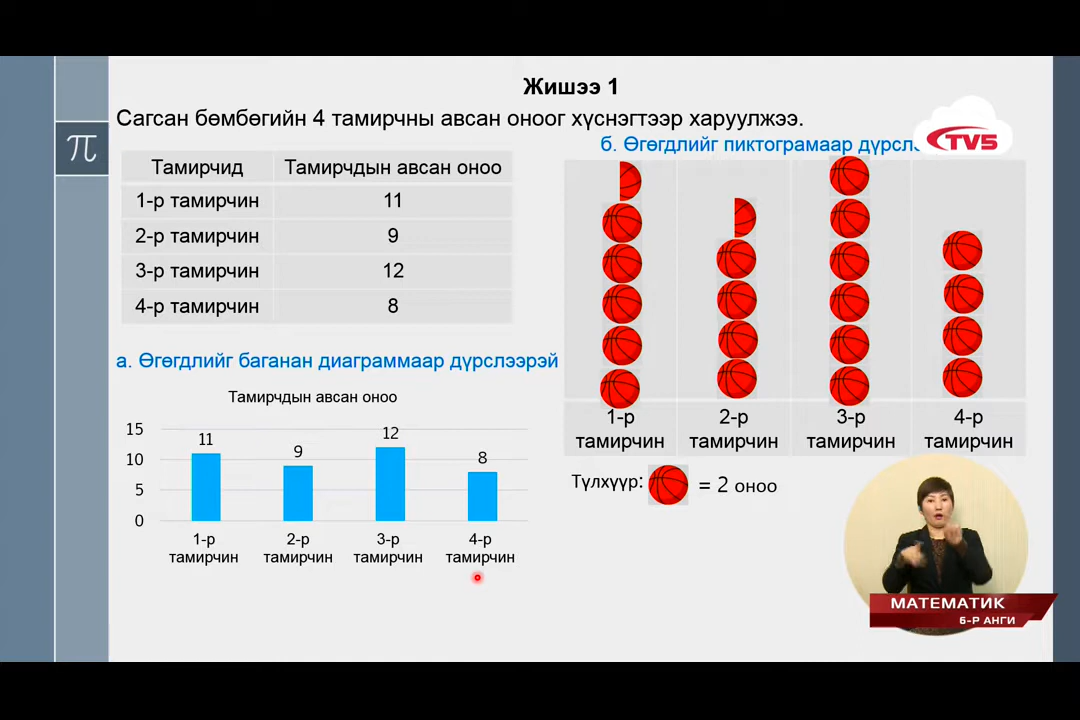 Жишээ 1
Сагсан бөмбөгийн 4 тамирчны авсан оноог хүснэгтээр харуулжээ.
π
TV5
Тамирчид Тамирчдын авсан оноо
1-р тамирчин 11
2-р тамирчин 9
3-р тамирчин 12
4-р тамирчин 8
а. Өгөгдлийг баганан диаграммаар дүрслээрэй
Тамирчдын авсан оноо
15
10
5
0
11 9 12 8
1-р тамирчин
2-р тамирчин
3-р тамирчин
4-р тамирчин
б. Өгөгдлийг пиктограмаар
1-р тамирчин
2-р тамирчин
3-р тамирчин
4-р тамирчин
Түлхүүр: = 2 оноо
МАТЕМАТИК
6-Р АНГИ